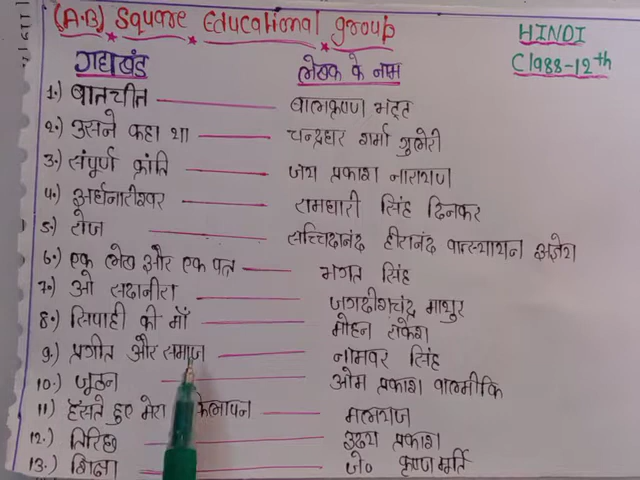 (A.B) Square Educational group
HINDI
Class-12th
गद्यखंड लेखक के नाम
1.) बातचीत — बालकृष्ण भट्ट
2.) उसने कहा था — चन्द्रधर शर्मा गुलेरी
3.) संपूर्ण क्रांति — जय प्रकाश नारायण
4.) अर्धनारीश्वर — रामधारी सिंह दिनकर
5.) रोज — सच्चिदानंद हीरानंद वात्स्यायन अज्ञेय
6.) एक लेख और एक पत्र — भगत सिंह
7.) ओ सदानीरा — जगदीशचंद्र माथुर
8.) सिपाही की माँ — मोहन राकेश
9.) प्रगीत और समाज — नामवर सिंह
10.) जूठन — ओम प्रकाश वाल्मीकि
11.) हँसते हुए मेरा — मलयज
12.) तिरिछ — उदय प्रकाश
13.) शिक्षा — जे० कृष्णमूर्ति